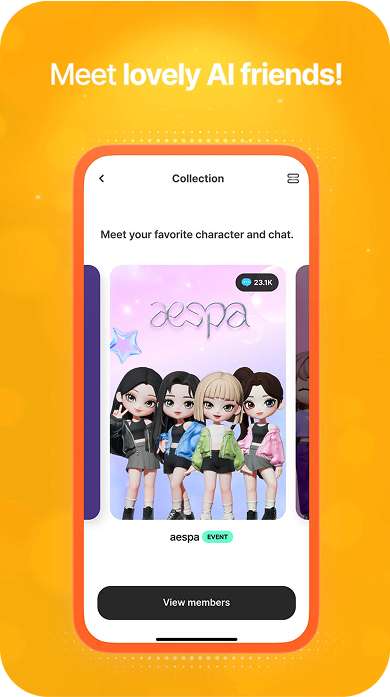 Meet lovely AI friends!
Collection
Meet your favorite character and chat.
23.1K
aespa
aespa EVENT
View members